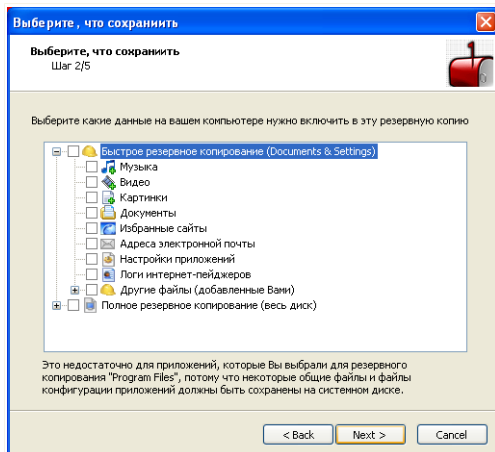 Выберите, что сохраниить
Выберите, что сохраниить
Шаг 2/5
Выберите какие данные на вашем компьютере нужно включить в эту резервную копию
Быстрое резервное копирование (Documents & Settings)
Музыка
Видео
Картинки
Документы
Избранные сайты
Адреса электронной почты
Настройки приложений
Логи интернет-пейджеров
Другие файлы (добавленные Вами)
Полное резервное копирование (весь диск)
Это недостаточно для приложений, которые Вы выбрали для резервного
копирования "Program Files", потому что некоторые общие файлы и файлы
конфигурации приложений должны быть сохранены на системном диске.
< Back Next > Cancel